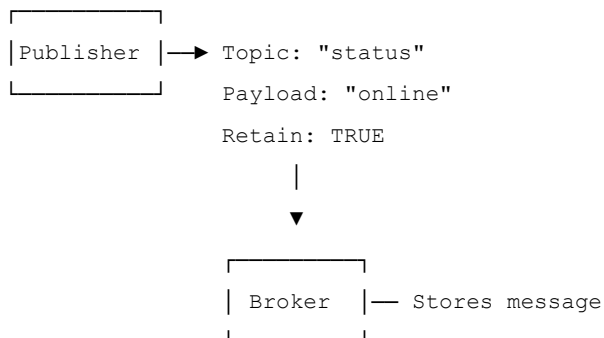 Publisher
Topic: "status"
Payload: "online"
Retain: TRUE
Broker
Stores message